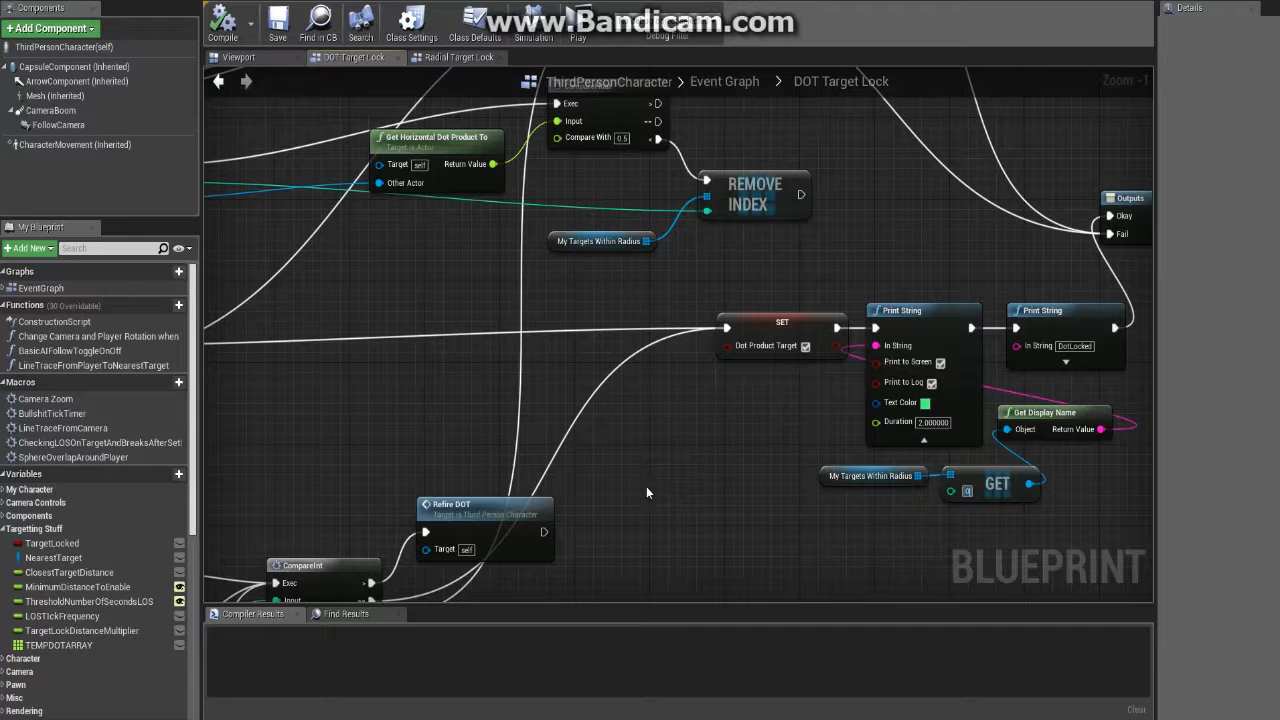 Components
www.Bandicam.com
Add Component
Compile
Save
Find in CB
Search
Class Settings
Class Defaults
Simulation
Play
Debug Filter
Details
ThirdPersonCharacter(self)
CapsuleComponent (Inherited)
ArrowComponent (Inherited)
Mesh (Inherited)
CameraBoom
FollowCamera
CharacterMovement (Inherited)
Viewport
DOT Target Lock
Radial Target Lock
ThirdPersonCharacter > Event Graph > DOT Target Lock
Zoom -1
My Blueprint
Add New
Search
Graphs
EventGraph
Functions (30 Overridable)
ConstructionScript
Change Camera and Player Rotation when
BasicAIFollowToggleOnOff
LineTraceFromPlayerToNearestTarget
Macros
Camera Zoom
BullshitTickTimer
LineTraceFromCamera
CheckingLOSOnTargetAndBreaksAfterSeti
SphereOverlapAroundPlayer
Variables
My Character
Camera Controls
Components
Targeting Stuff
TargetLocked
NearestTarget
ClosestTargetDistance
MinimumDistanceToEnable
ThresholdNumberOfSecondsLOS
LOSTickFrequency
TargetLockDistanceMultiplier
TEMPDOTARRAY
Character
Camera
Pawn
Misc
Rendering
Get Horizontal Dot Product To
Target is Actor
Target self
Return Value
Other Actor
Exec >
Input ==
Compare With 0.5 <
REMOVE
INDEX
My Targets Within Radius
Outputs
Okay
Fail
SET
Dot Product Target
Print String
In String
Print to Screen
Print to Log
Text Color
Duration 2.000000
Print String
In String DotLocked
Get Display Name
Object Return Value
My Targets Within Radius
0 GET
Refire DOT
Target is Third Person Character
Target self
CompareInt
Exec >
Input ==
BLUEPRINT
Compiler Results
Find Results
Clear